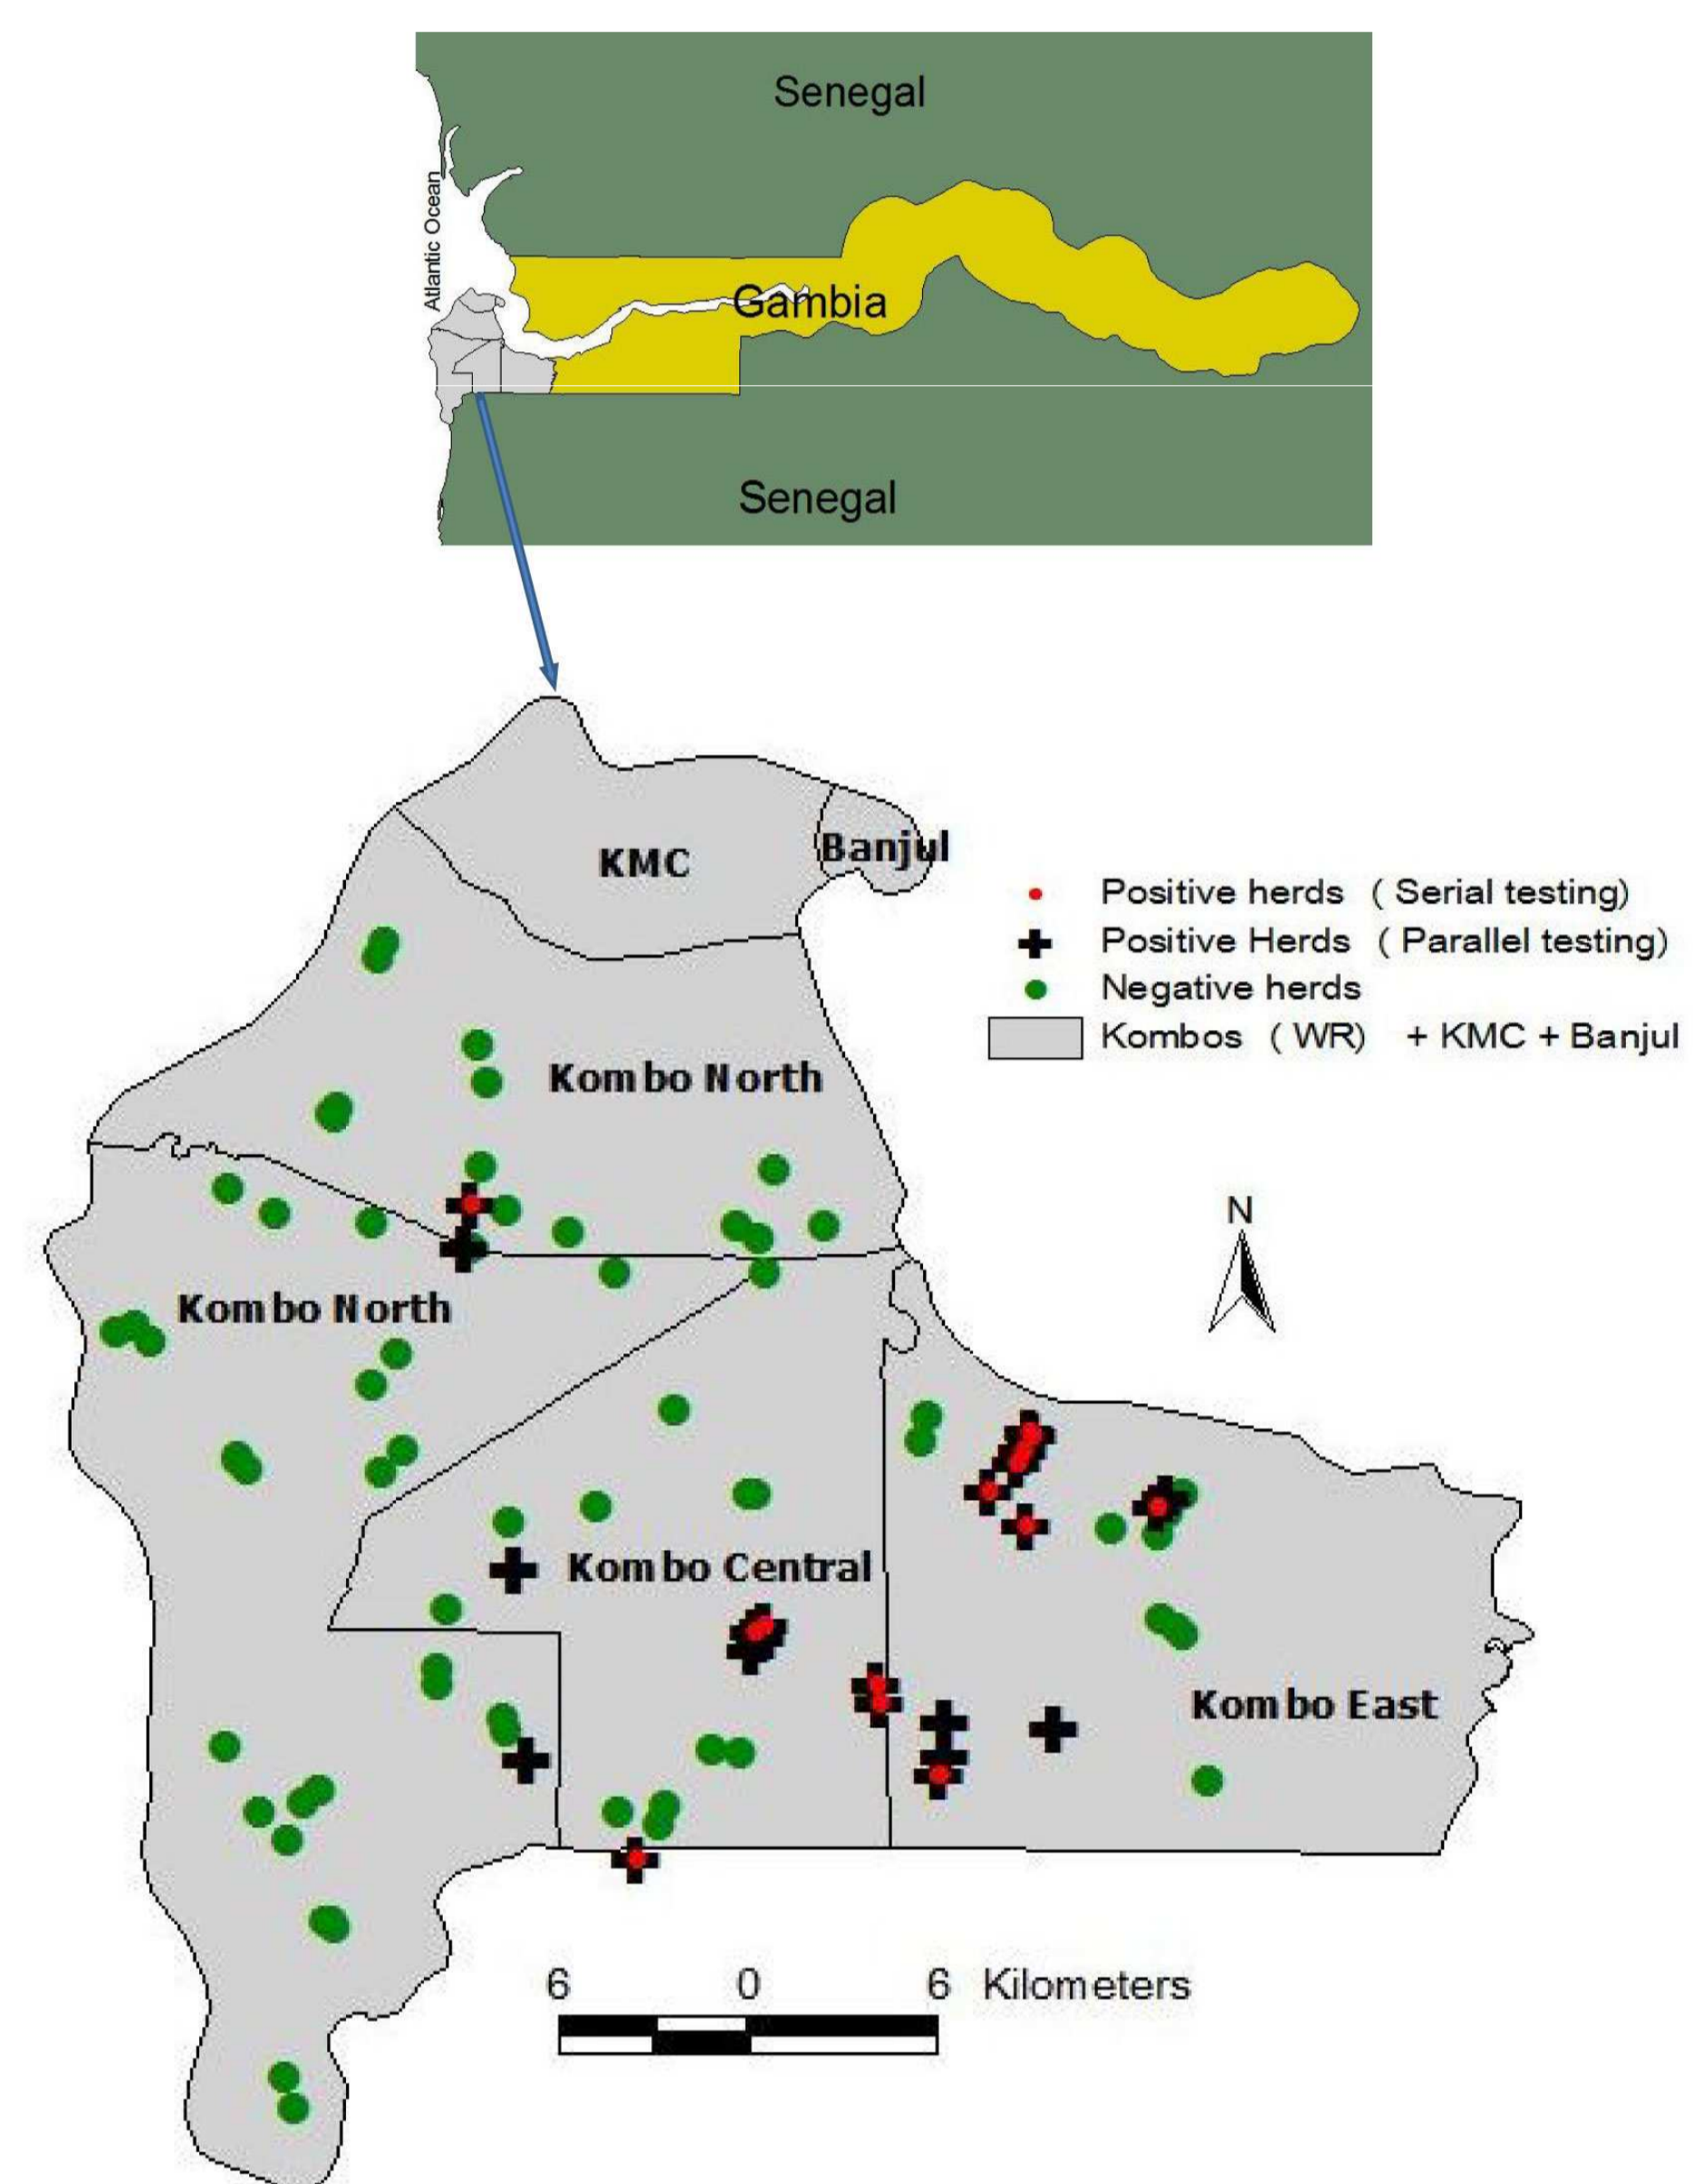 Senegal
Atlantic Ocean
Gambia
Senegal
KMC
Banjul
Positive herds ( Serial testing)
Positive Herds ( Parallel testing)
Negative herds
Kombos ( WR) + KMC + Banjul
Kombo North
N
Kombo North
Kombo Central
Kombo East
6 0 6 Kilometers